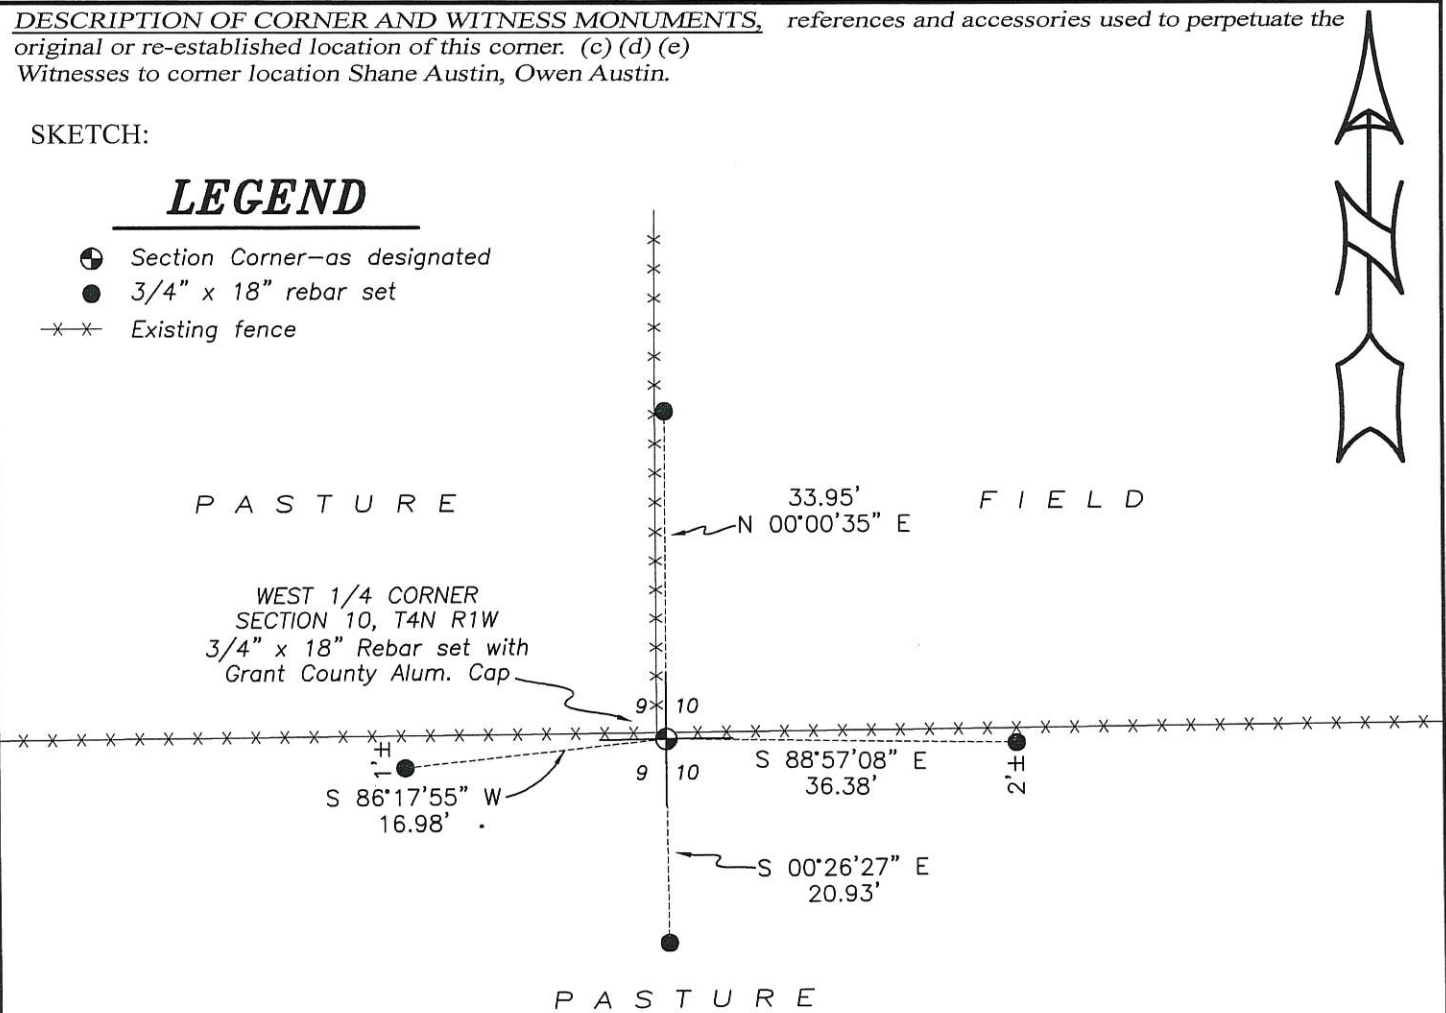 DESCRIPTION OF CORNER AND WITNESS MONUMENTS, references and accessories used to perpetuate the
original or re-established location of this corner. (c) (d) (e)
Witnesses to corner location Shane Austin, Owen Austin.
SKETCH:
LEGEND
Section Corner-as designated
3/4" x 18" rebar set
Existing fence
N
PASTURE
33.95'
N 00°00'35" E
FIELD
WEST 1/4 CORNER
SECTION 10, T4N R1W
3/4" x 18" Rebar set with
Grant County Alum. Cap
9 10
9 10
1'±
S 86°17'55" W
16.98'
S 88°57'08" E
36.38'
2'±
S 00°26'27" E
20.93'
PASTURE